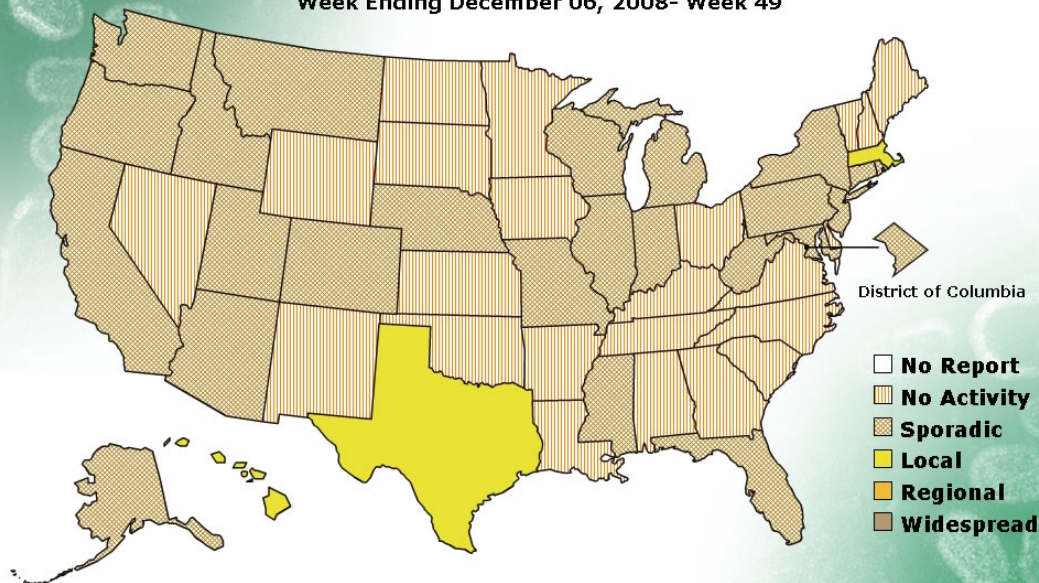 Week Ending December 06, 2008- Week 49
District of Columbia
No Report
No Activity
Sporadic
Local
Regional
Widespread